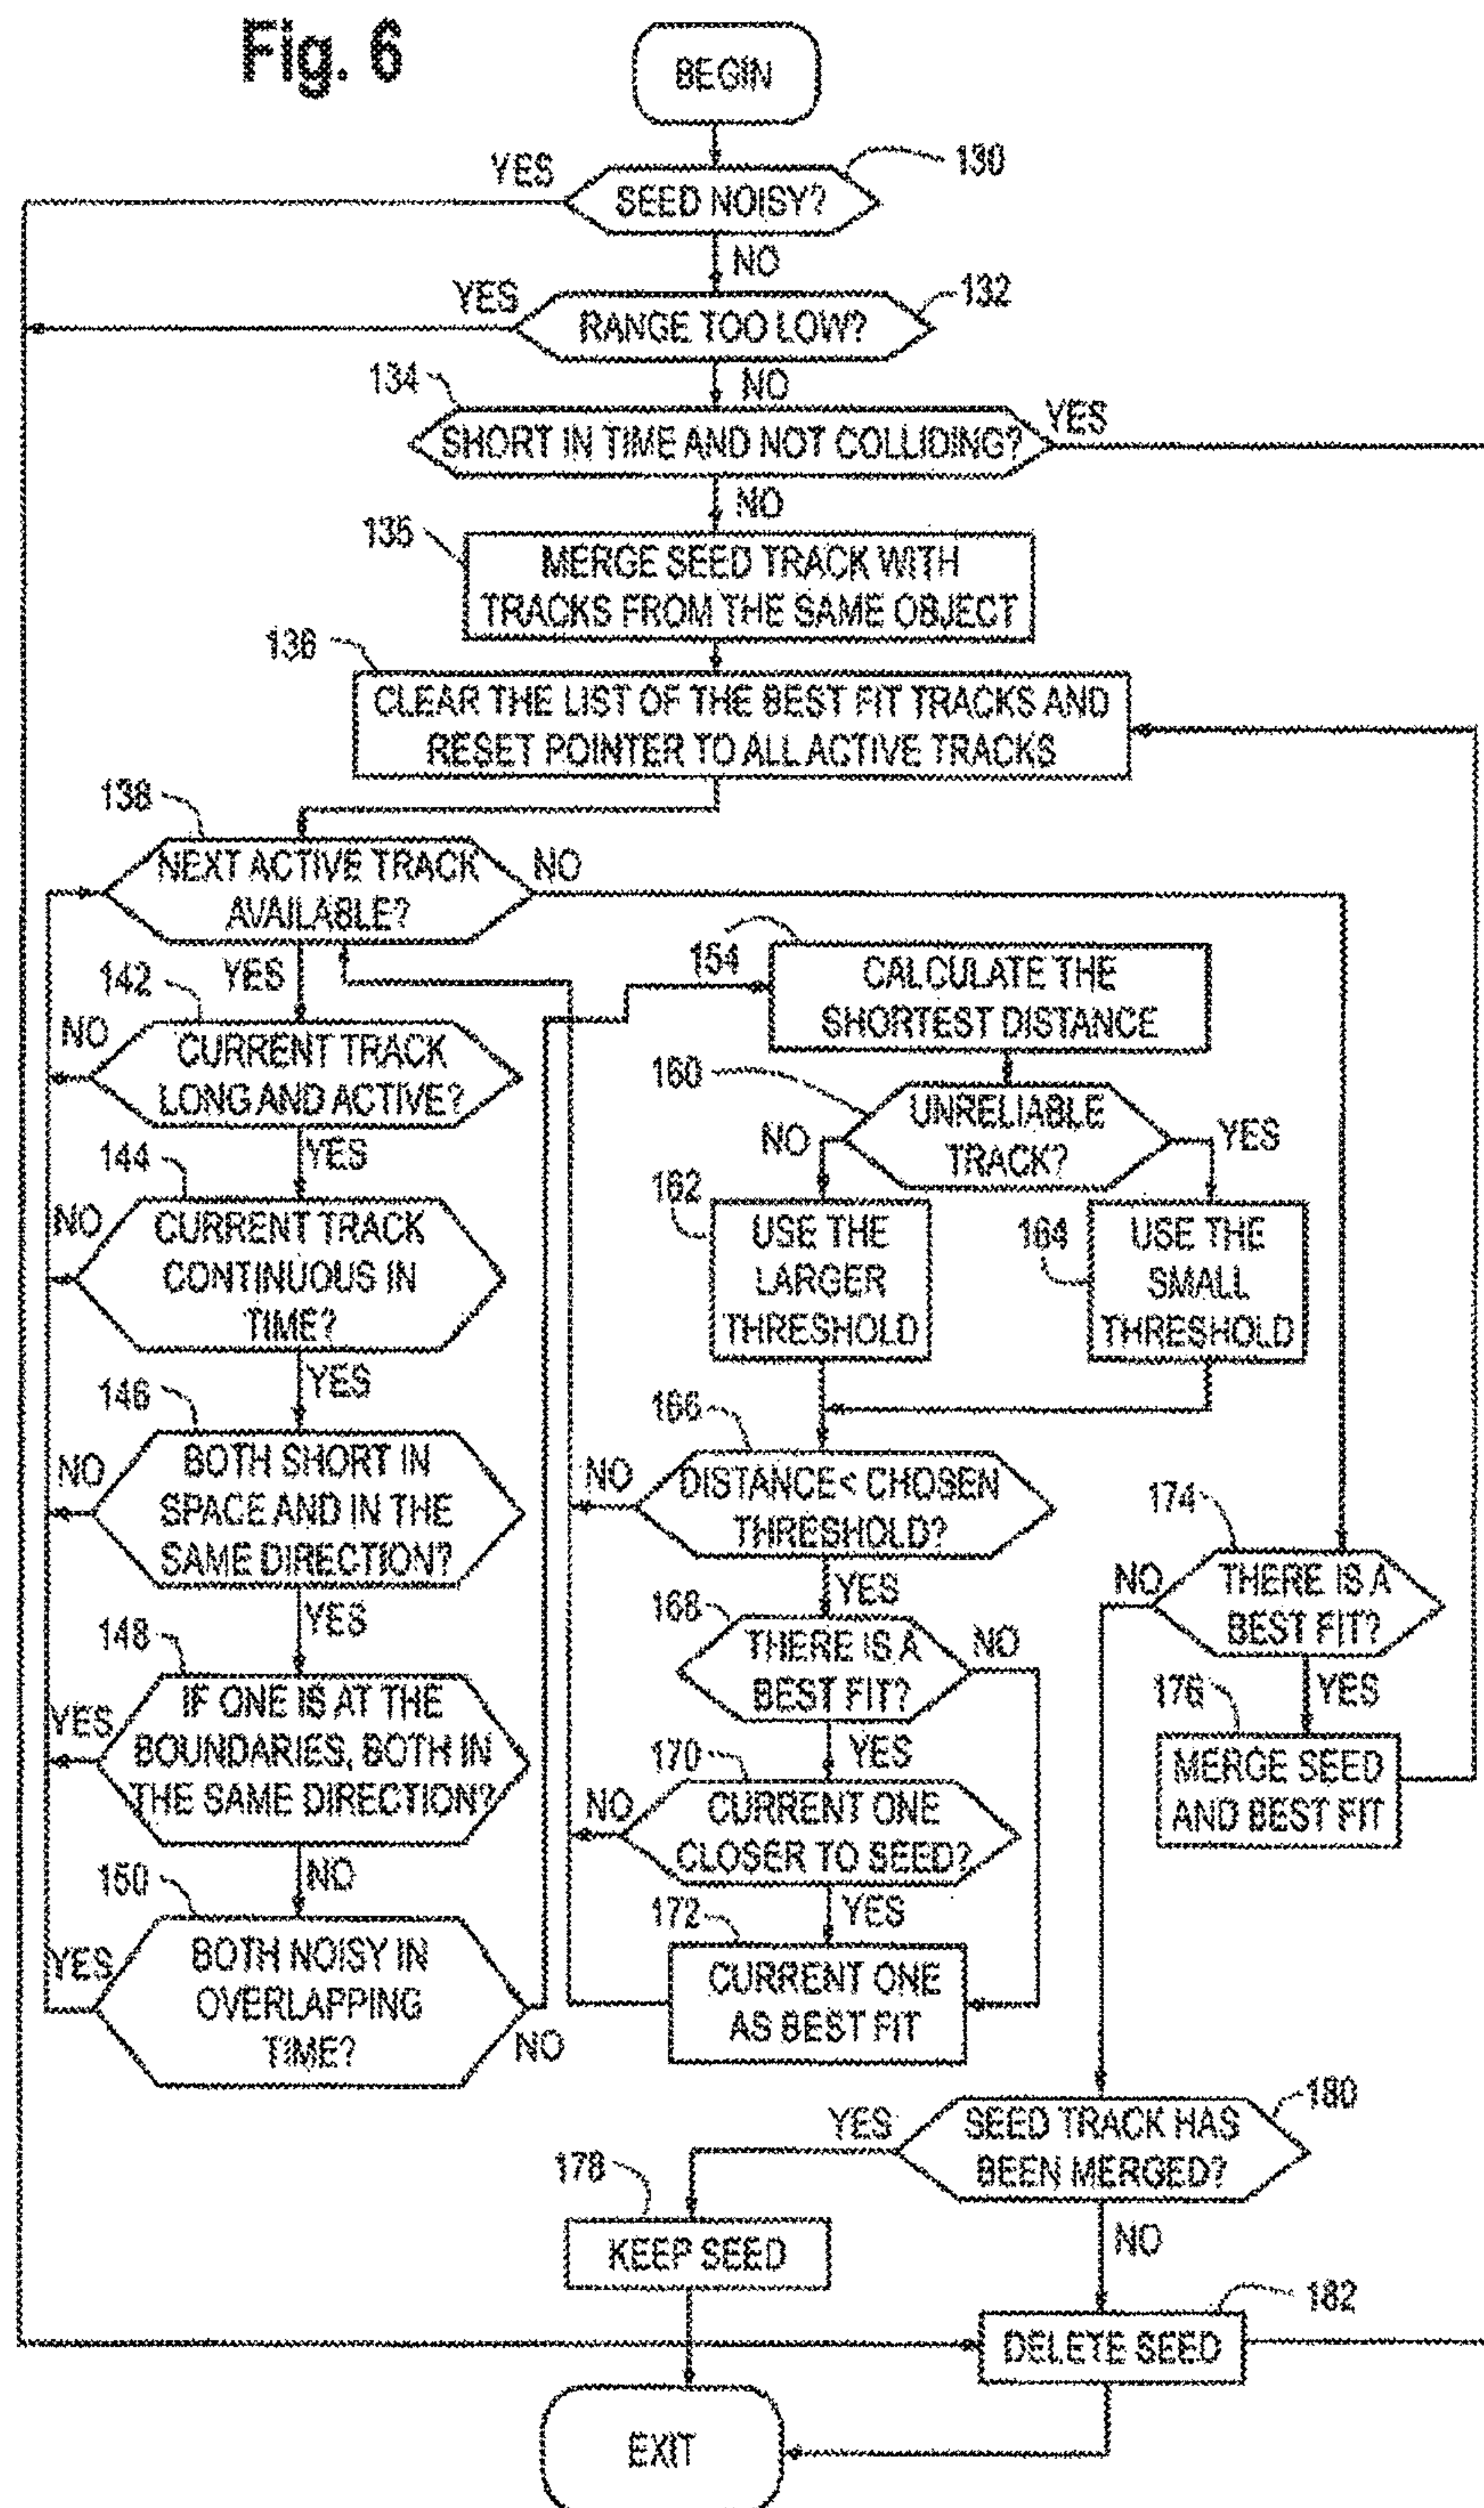 Fig. 6
BEGIN
YES
130
SEED NOISY?
NO
YES
132
RANGE TOO LOW?
134
NO
YES
SHORT IN TIME AND NOT COLLIDING?
NO
135
MERGE SEED TRACK WITH
TRACKS FROM THE SAME OBJECT
136
CLEAR THE LIST OF THE BEST FIT TRACKS AND
RESET POINTER TO ALL ACTIVE TRACKS
138
NEXT ACTIVE TRACK
AVAILABLE?
NO
YES
142
NO
CURRENT TRACK
LONG AND ACTIVE?
YES
144
NO
CURRENT TRACK
CONTINUOUS IN
TIME?
YES
146
NO
BOTH SHORT IN
SPACE AND IN THE
SAME DIRECTION?
YES
148
YES
IF ONE IS AT THE
BOUNDARIES, BOTH IN
THE SAME DIRECTION?
NO
150
YES
BOTH NOISY IN
OVERLAPPING
TIME?
NO
154
CALCULATE THE
SHORTEST DISTANCE
160
UNRELIABLE
TRACK?
NO
YES
162
USE THE
LARGER
THRESHOLD
164
USE THE
SMALL
THRESHOLD
166
NO
DISTANCE< CHOSEN
THRESHOLD?
YES
168
THERE IS A
BEST FIT?
NO
YES
170
NO
CURRENT ONE
CLOSER TO SEED?
YES
172
CURRENT ONE
AS BEST FIT
174
NO
THERE IS A
BEST FIT?
YES
176
MERGE SEED
AND BEST FIT
180
YES
SEED TRACK HAS
BEEN MERGED?
NO
178
KEEP SEED
182
DELETE SEED
EXIT